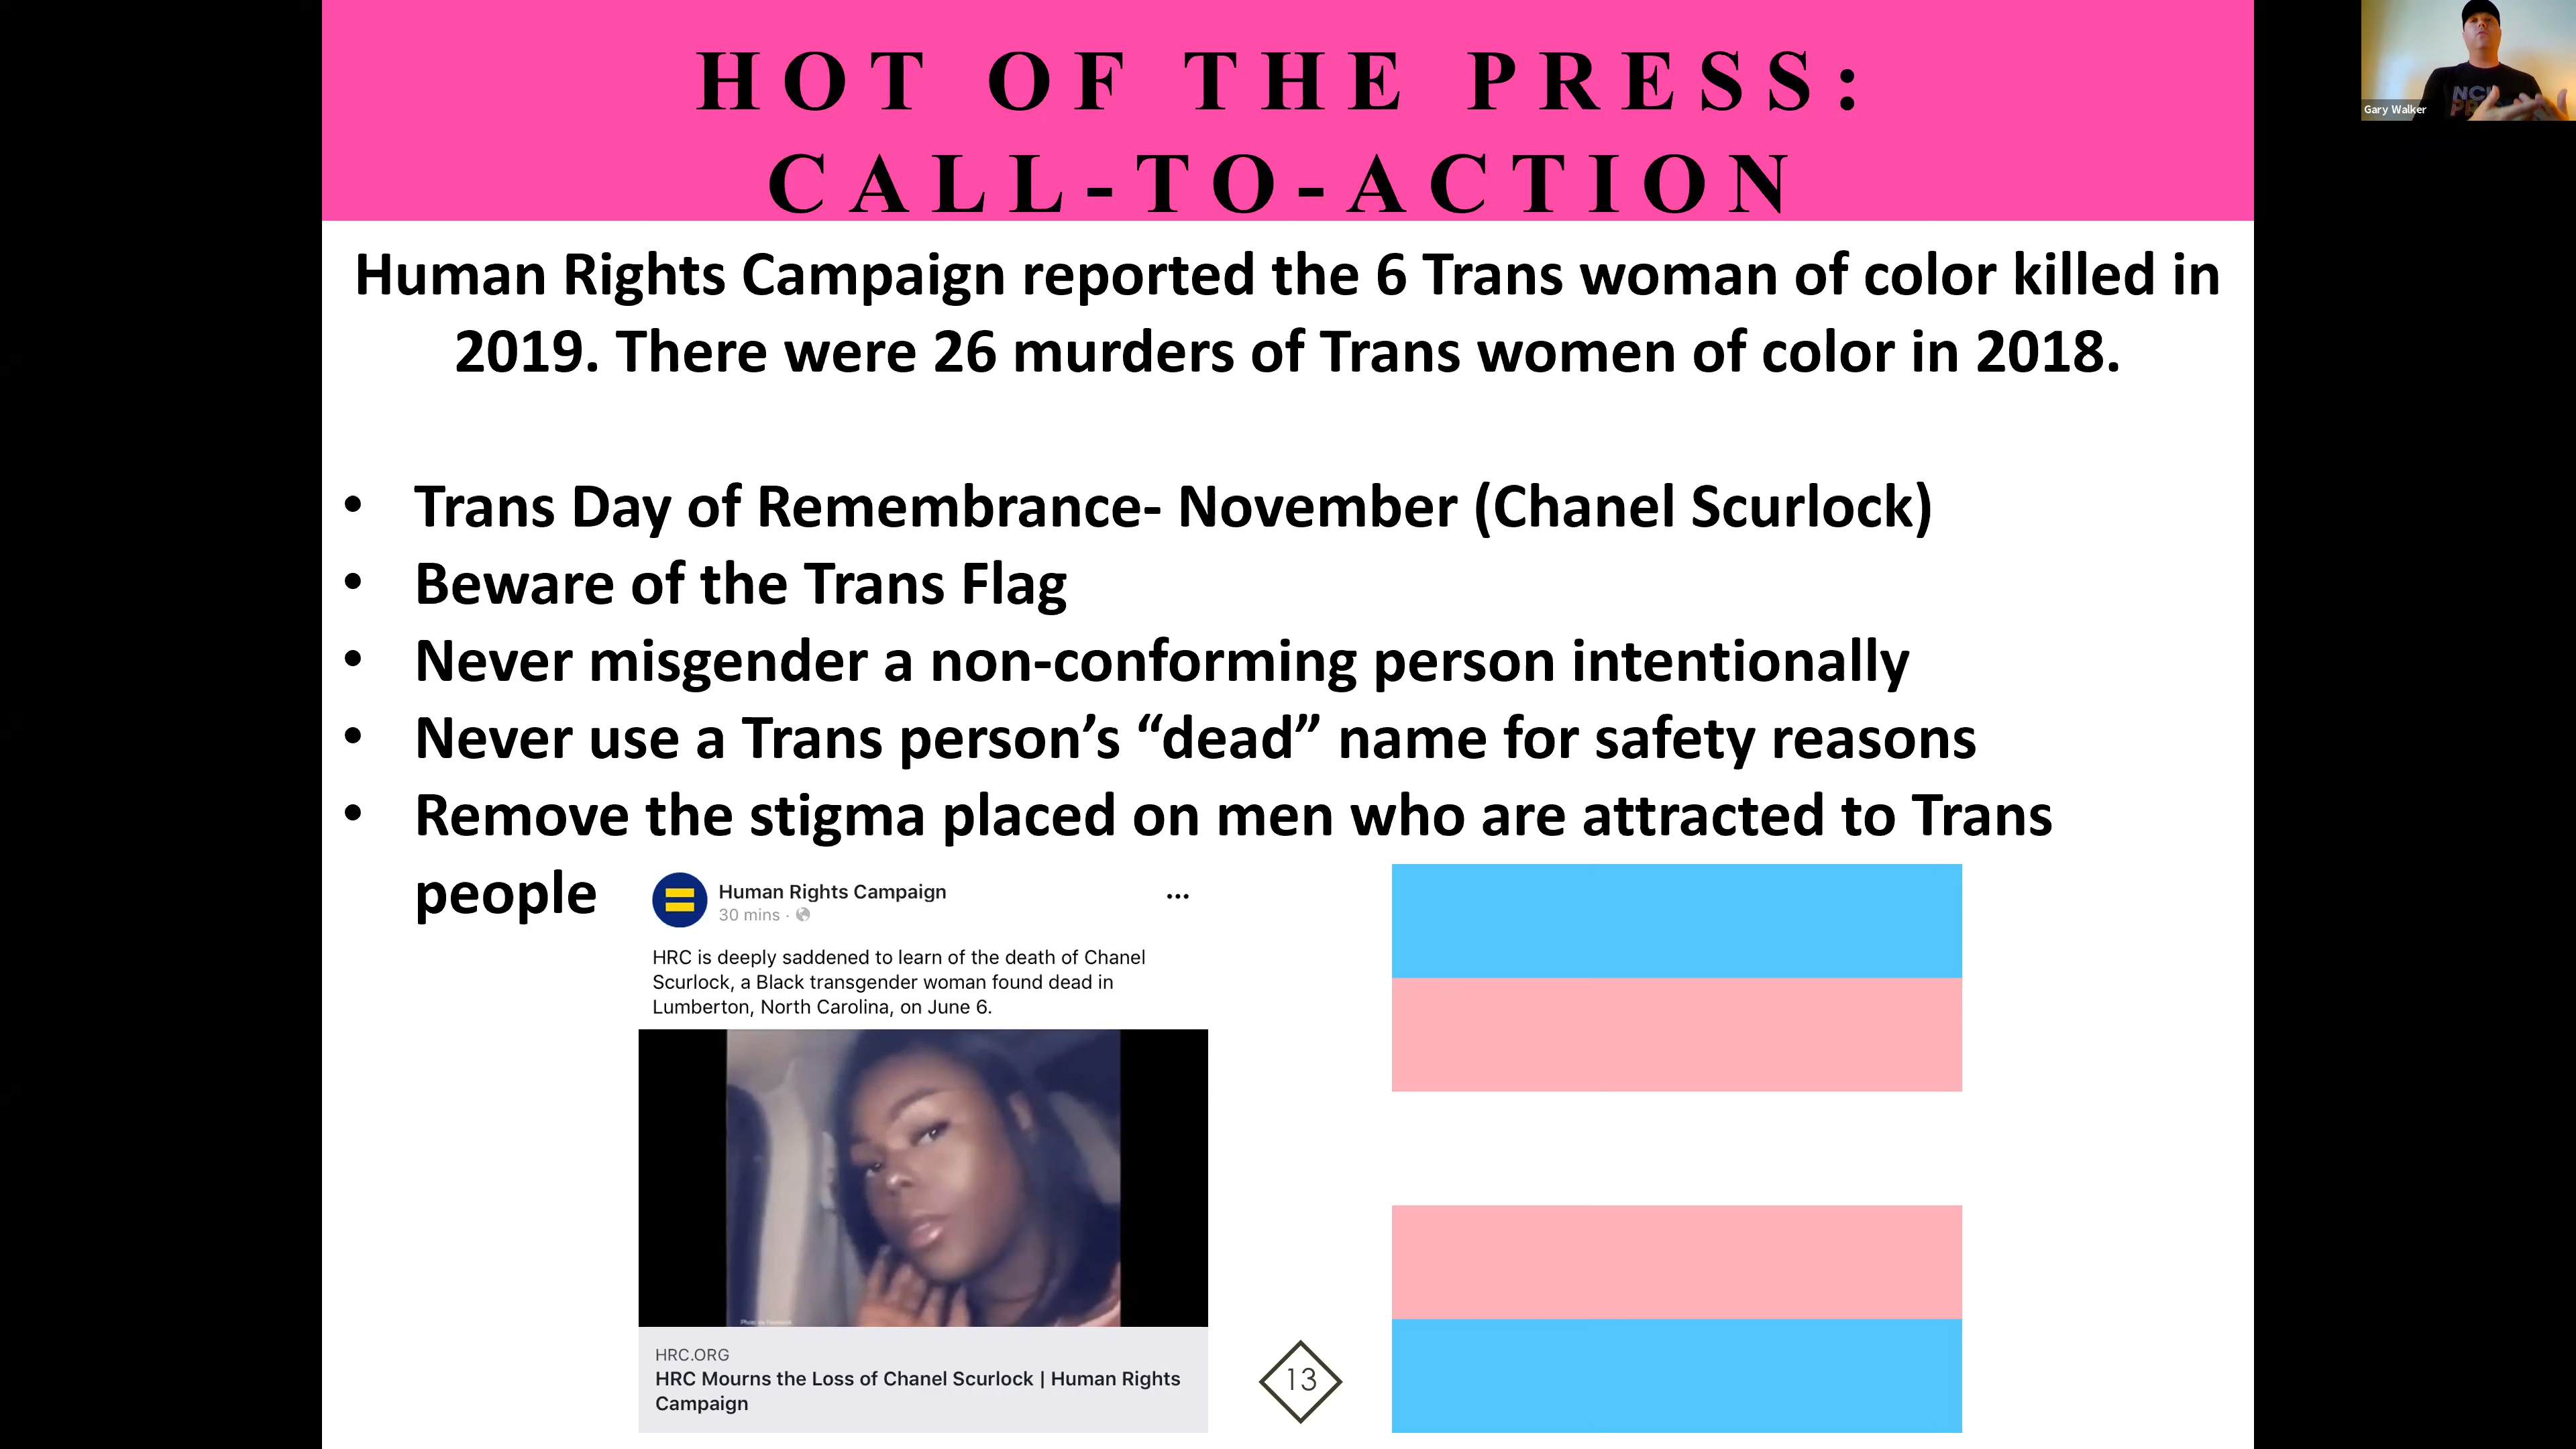 HOT OF THE PRESS:
CALL-TO-ACTION
Gary Walker
Human Rights Campaign reported the 6 Trans woman of color killed in
2019. There were 26 murders of Trans women of color in 2018.
• Trans Day of Remembrance- November (Chanel Scurlock)
• Beware of the Trans Flag
• Never misgender a non-conforming person intentionally
• Never use a Trans person’s “dead” name for safety reasons
• Remove the stigma placed on men who are attracted to Trans
people
Human Rights Campaign
30 mins ·
HRC is deeply saddened to learn of the death of Chanel
Scurlock, a Black transgender woman found dead in
Lumberton, North Carolina, on June 6.
HRC.ORG
HRC Mourns the Loss of Chanel Scurlock | Human Rights
Campaign
13